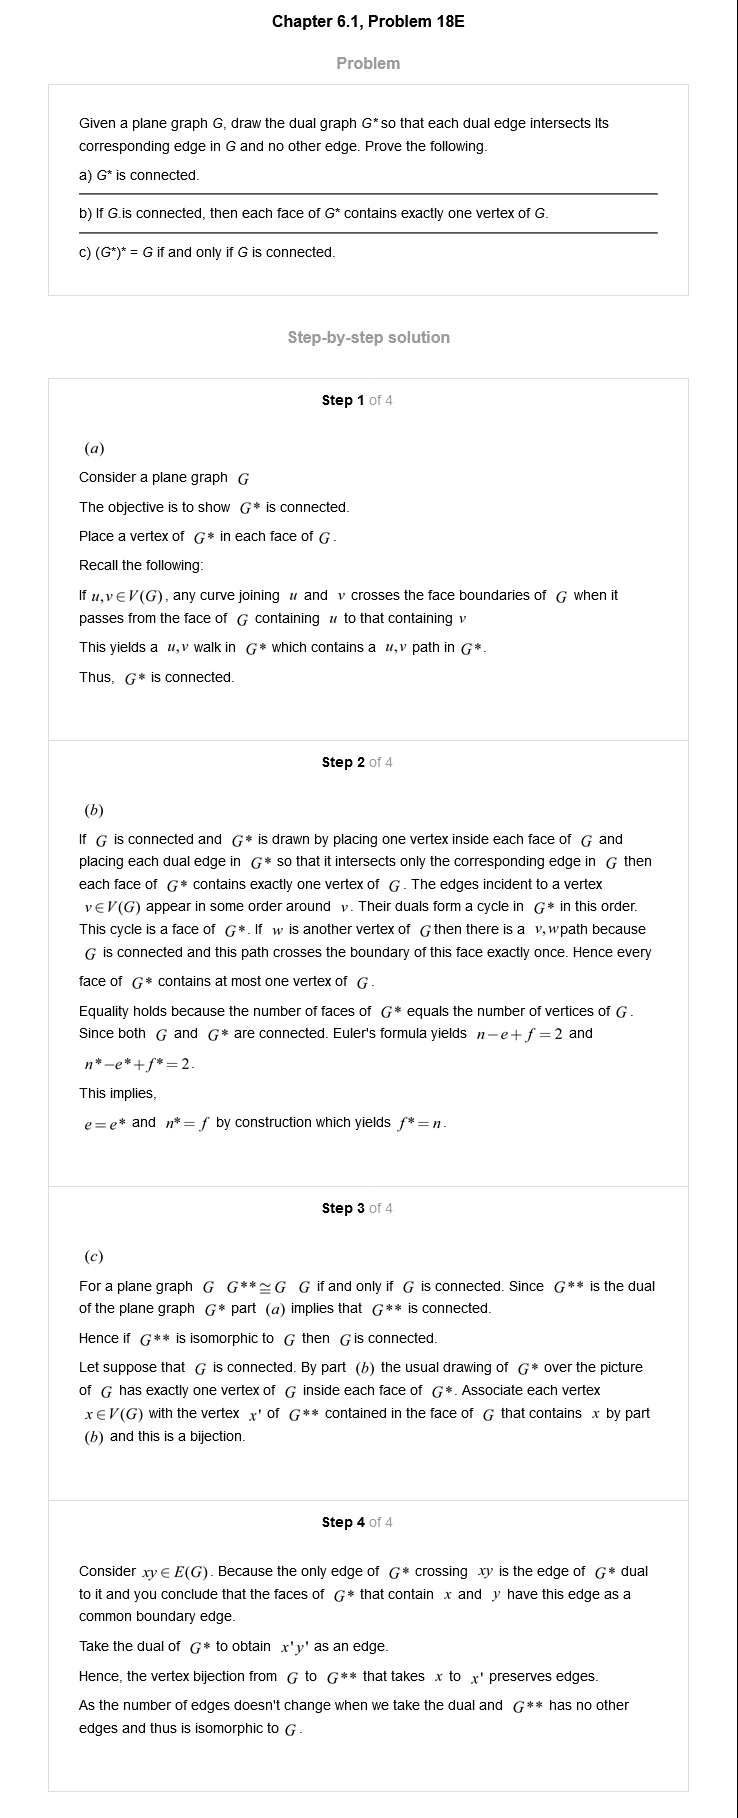 Chapter 6.1, Problem 18E
Problem
Given a plane graph G, draw the dual graph G* so that each dual edge intersects Its
corresponding edge in G and no other edge. Prove the following.
a) G* is connected.
b) If G.is connected, then each face of G* contains exactly one vertex of G.
c) (G*)* = G if and only if G is connected.
Step-by-step solution
Step 1 of 4
(a)
Consider a plane graph G
The objective is to show G* is connected.
Place a vertex of G* in each face of G.
Recall the following:
If u,v∈V(G), any curve joining u and v crosses the face boundaries of G when it
passes from the face of G containing u to that containing v
This yields a u,v walk in G* which contains a u,v path in G*.
Thus, G* is connected.
Step 2 of 4
(b)
If G is connected and G* is drawn by placing one vertex inside each face of G and
placing each dual edge in G* so that it intersects only the corresponding edge in G then
each face of G* contains exactly one vertex of G. The edges incident to a vertex
v∈V(G) appear in some order around v. Their duals form a cycle in G* in this order.
This cycle is a face of G*. If w is another vertex of G then there is a v,w path because
G is connected and this path crosses the boundary of this face exactly once. Hence every
face of G* contains at most one vertex of G.
Equality holds because the number of faces of G* equals the number of vertices of G.
Since both G and G* are connected. Euler's formula yields n−e+f=2 and
n*−e*+f*=2.
This implies,
e=e* and n*=f by construction which yields f*=n.
Step 3 of 4
(c)
For a plane graph G G**≅G G if and only if G is connected. Since G** is the dual
of the plane graph G* part (a) implies that G** is connected.
Hence if G** is isomorphic to G then G is connected.
Let suppose that G is connected. By part (b) the usual drawing of G* over the picture
of G has exactly one vertex of G inside each face of G*. Associate each vertex
x∈V(G) with the vertex x' of G** contained in the face of G that contains x by part
(b) and this is a bijection.
Step 4 of 4
Consider xy∈E(G). Because the only edge of G* crossing xy is the edge of G* dual
to it and you conclude that the faces of G* that contain x and y have this edge as a
common boundary edge.
Take the dual of G* to obtain x'y' as an edge.
Hence, the vertex bijection from G to G** that takes x to x' preserves edges.
As the number of edges doesn't change when we take the dual and G** has no other
edges and thus is isomorphic to G.